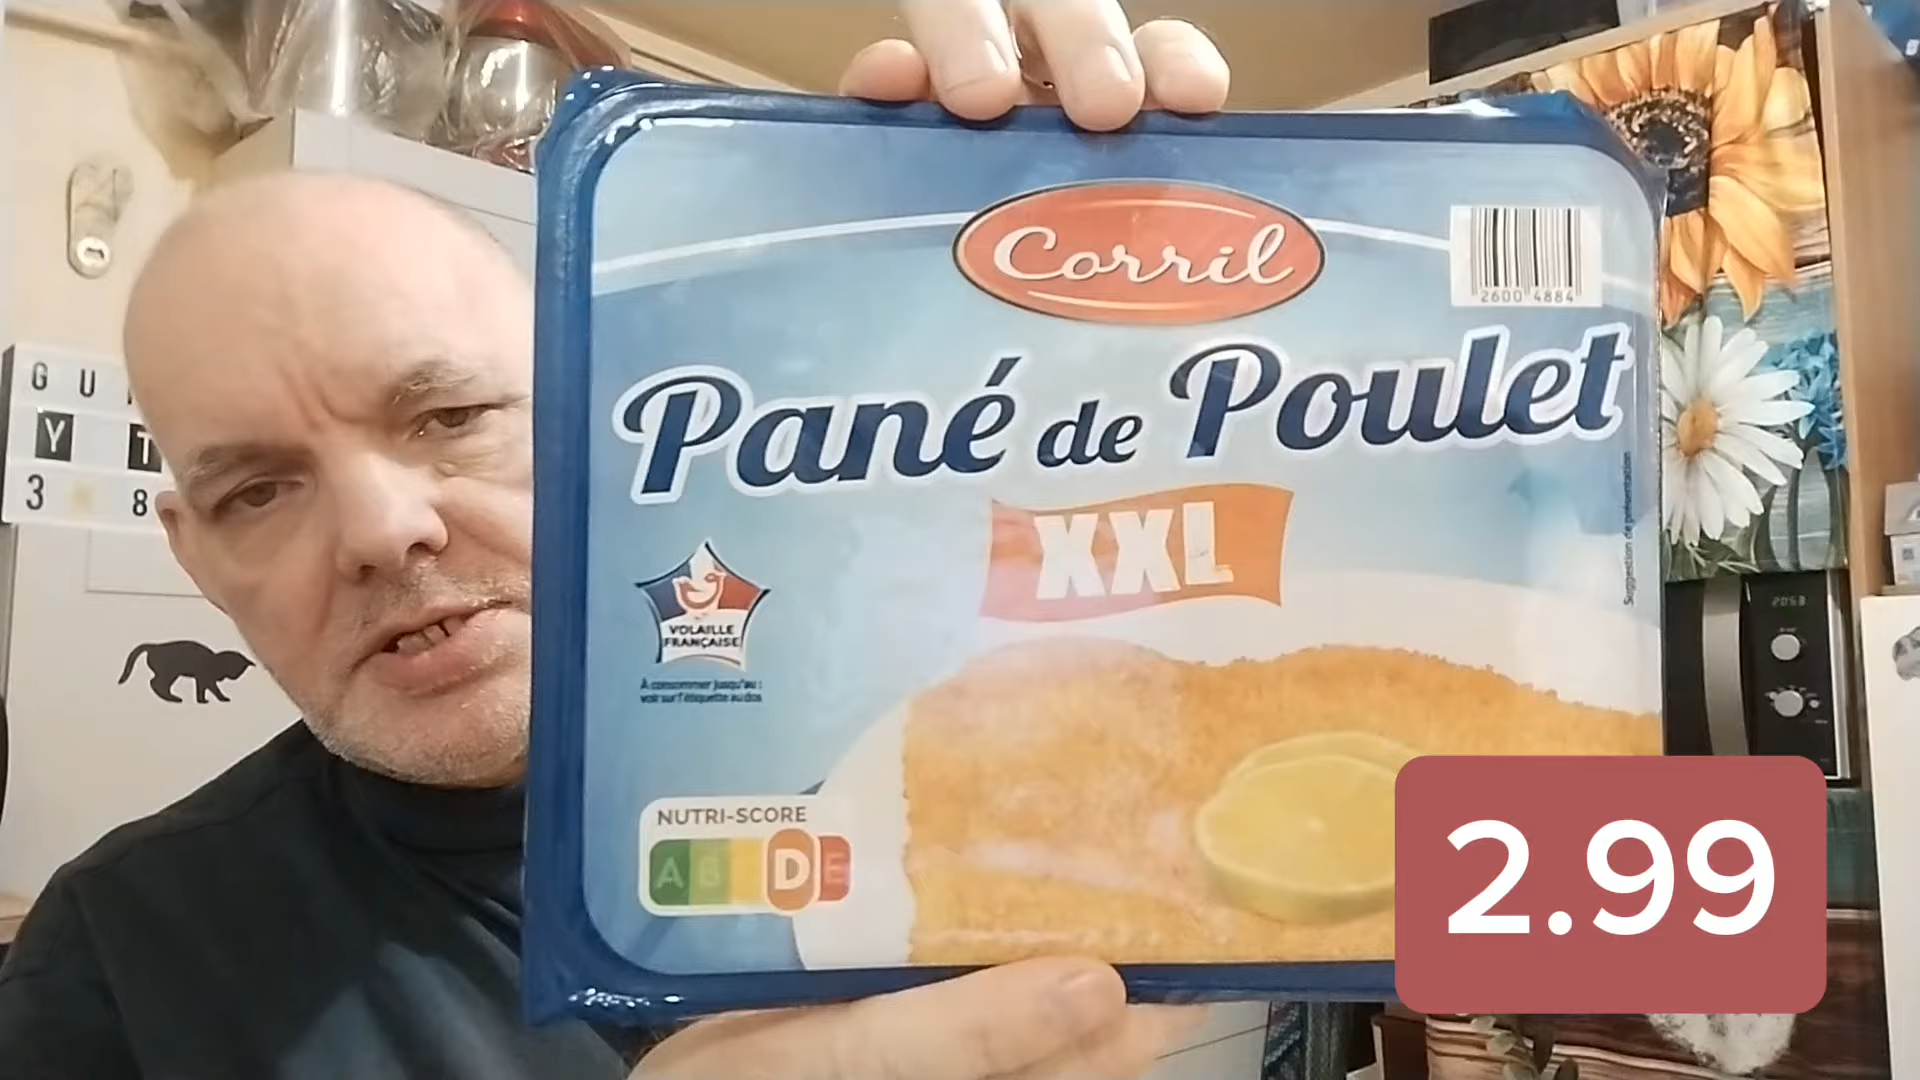 Corril
2600 4884
Pané de Poulet
XXL
Suggestion de présentation
VOLAILLE
FRANÇAISE
À consommer jusqu'au :
voir sur l'étiquette au dos
NUTRI-SCORE
A B D E
2.99
G U
Y T
3 8